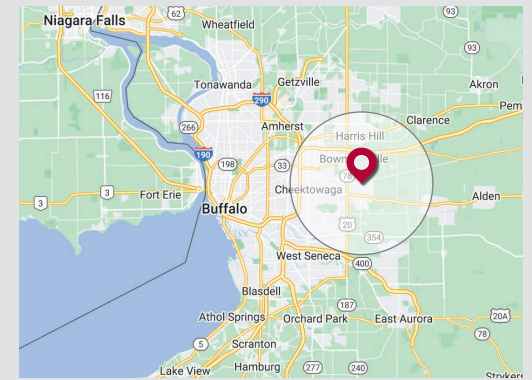 Niagara Falls
62
Wheatfield
93
93
Tonawanda
Getzville
290
Akron
116
Pem
Clarence
266
Amherst
Harris Hill
190
198
33
78
Cheektowaga
3
3
Fort Erie
Buffalo
Alden
20
354
West Seneca
400
Blasdell
187
20A
Athol Springs
Orchard Park
East Aurora
78
5
Scranton
Lake View
Hamburg
277
240
Strykers